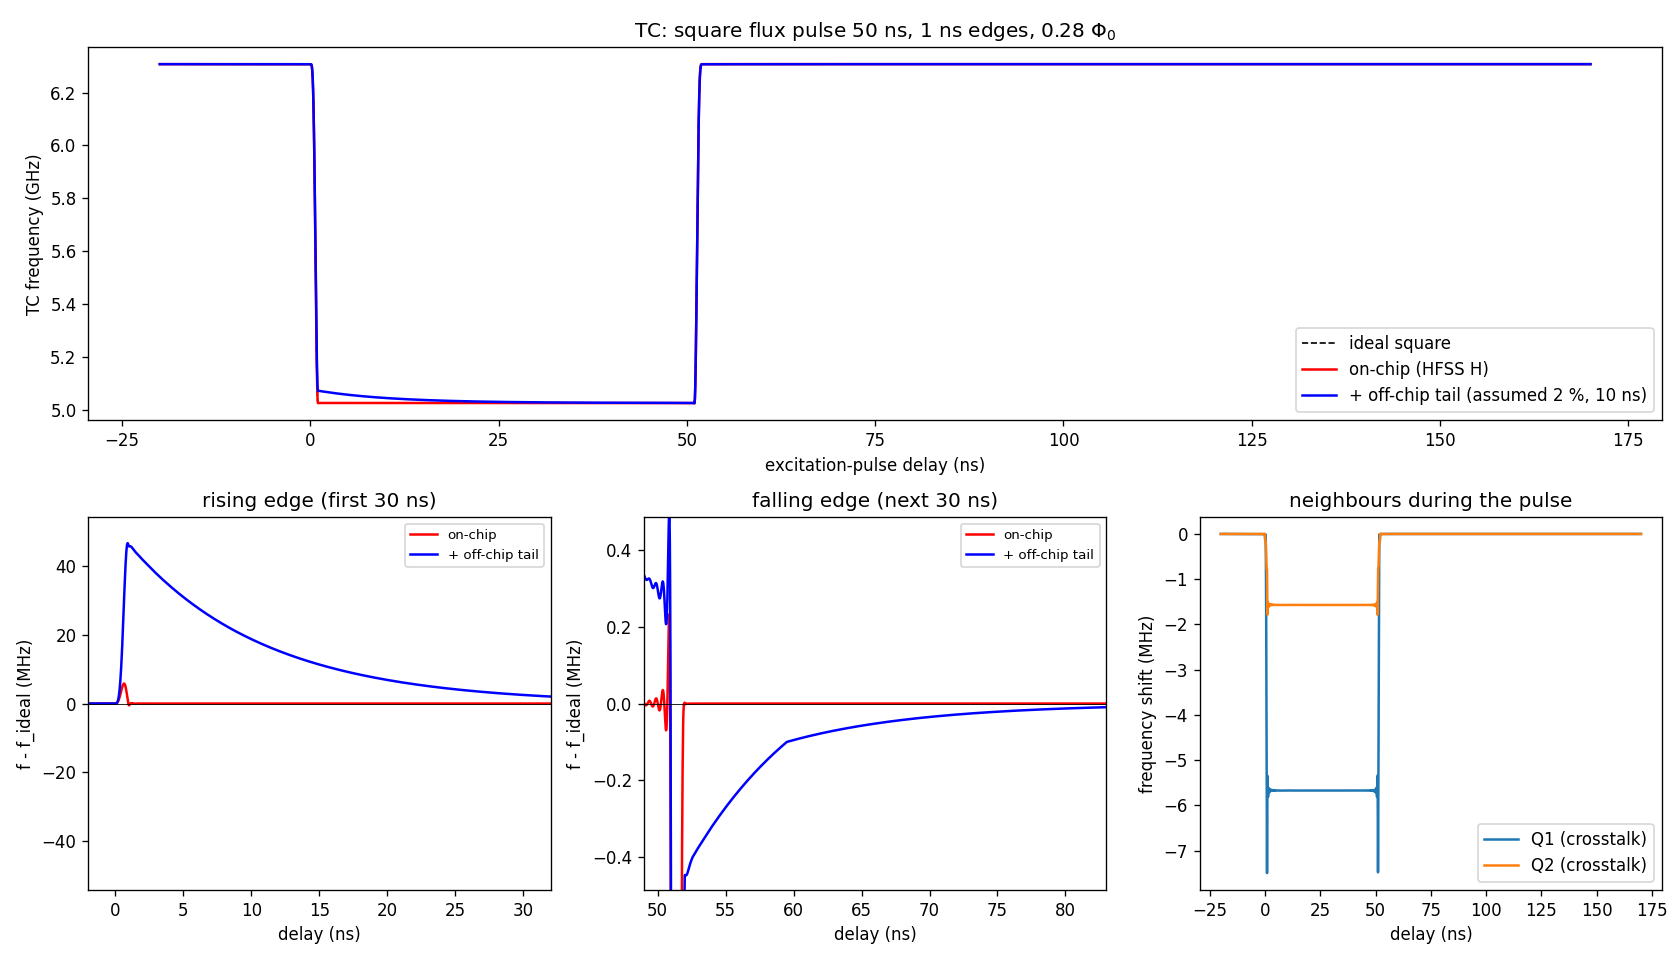 TC: square flux pulse 50 ns, 1 ns edges, 0.28 Φ₀
TC frequency (GHz)
6.2
6.0
5.8
5.6
5.4
5.2
5.0
−25
0
25
50
75
100
125
150
175
excitation-pulse delay (ns)
ideal square
on-chip (HFSS H)
+ off-chip tail (assumed 2 %, 10 ns)
rising edge (first 30 ns)
f - f_ideal (MHz)
40
20
0
−20
−40
0
5
10
15
20
25
30
delay (ns)
on-chip
+ off-chip tail
falling edge (next 30 ns)
f - f_ideal (MHz)
0.4
0.2
0.0
−0.2
−0.4
50
55
60
65
70
75
80
delay (ns)
on-chip
+ off-chip tail
neighbours during the pulse
frequency shift (MHz)
0
−1
−2
−3
−4
−5
−6
−7
−25
0
25
50
75
100
125
150
175
delay (ns)
Q1 (crosstalk)
Q2 (crosstalk)